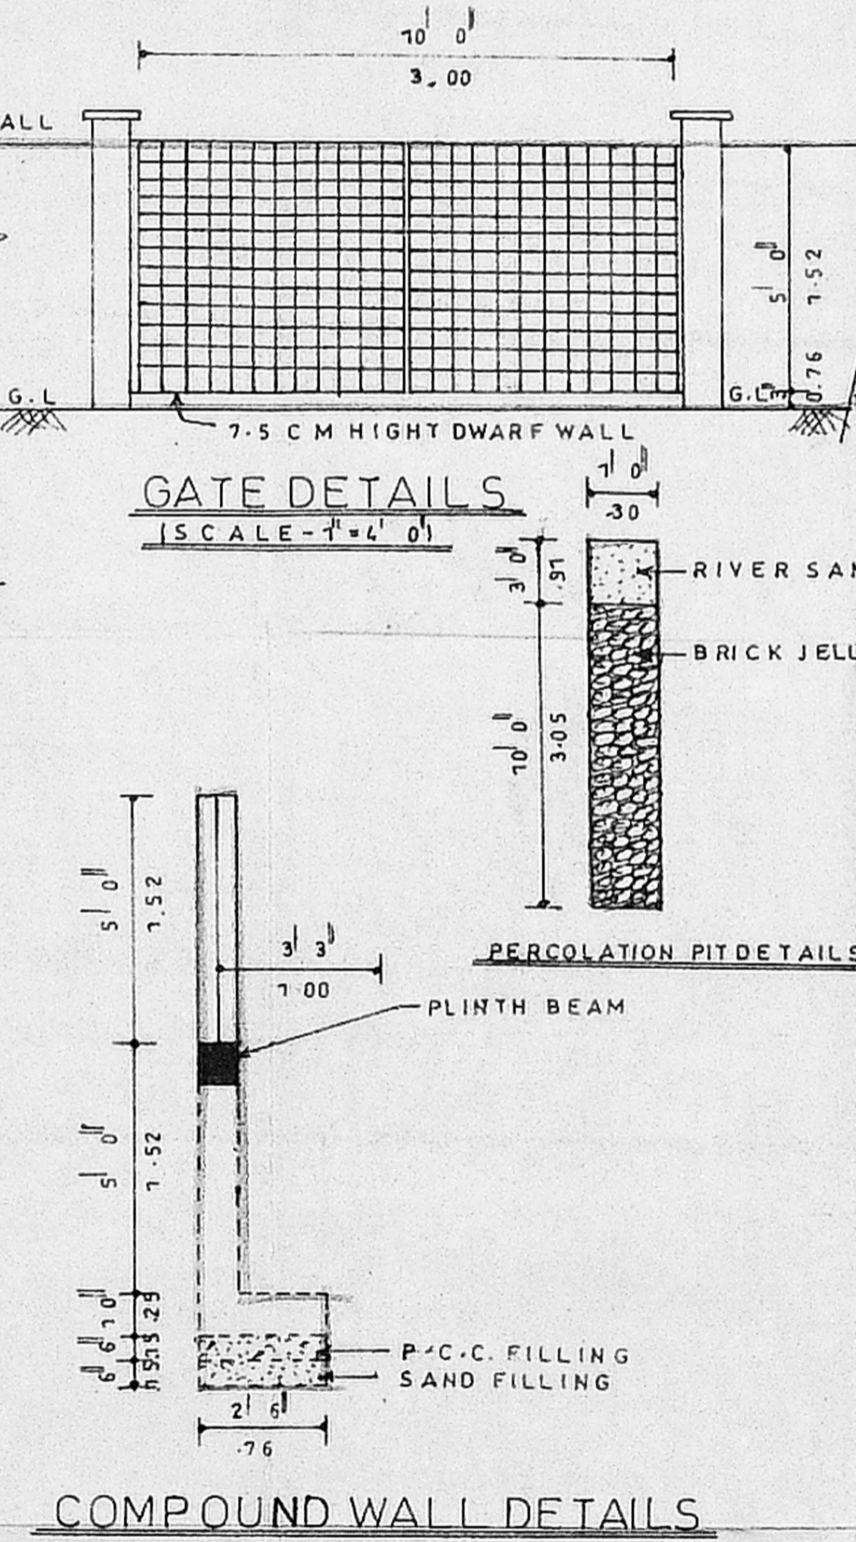 10' 0"
3.00
ALL
5' 0"
1.52
3"
0.76
G.L
G.L
7.5 C M HIGHT DWARF WALL
GATE DETAILS
(SCALE-1"=4' 0")
1' 0"
.30
3' 0"
.91
RIVER SAN
BRICK JELL
10' 0"
3.05
PERCOLATION PIT DETAILS
5' 0"
1.52
3' 3"
1.00
PLINTH BEAM
5' 0"
1.52
1' 0"
.25
6"
6"
P.C.C. FILLING
SAND FILLING
2' 6"
.76
COMPOUND WALL DETAILS